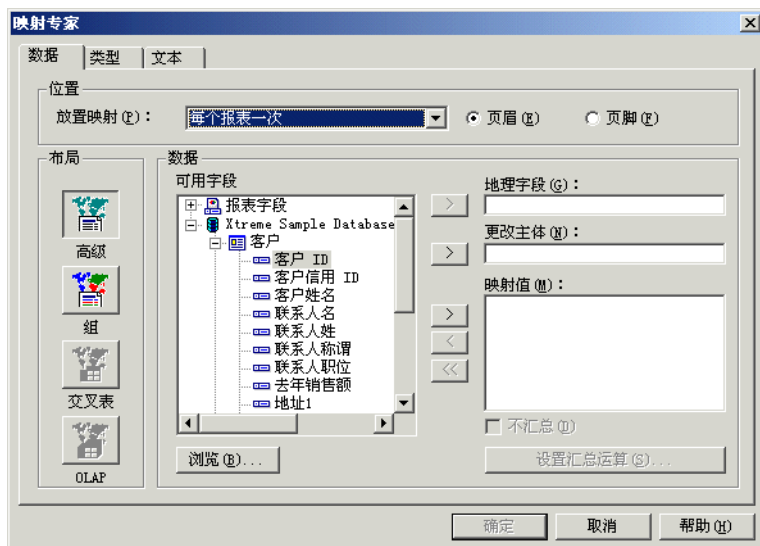 映射专家
数据 类型 文本
位置
放置映射(P): 每个报表一次 页眉(E) 页脚(F)
布局
高级
组
交叉表
OLAP
数据
可用字段
报表字段
Xtreme Sample Database
客户
客户 ID
客户信用 ID
客户姓名
联系人名
联系人姓
联系人称谓
联系人职位
去年销售额
地址1
浏览(B)...
地理字段(G):
>
更改主体(N):
>
映射值(M):
>
<
<<
不汇总(D)
设置汇总运算(S)...
确定 取消 帮助(H)